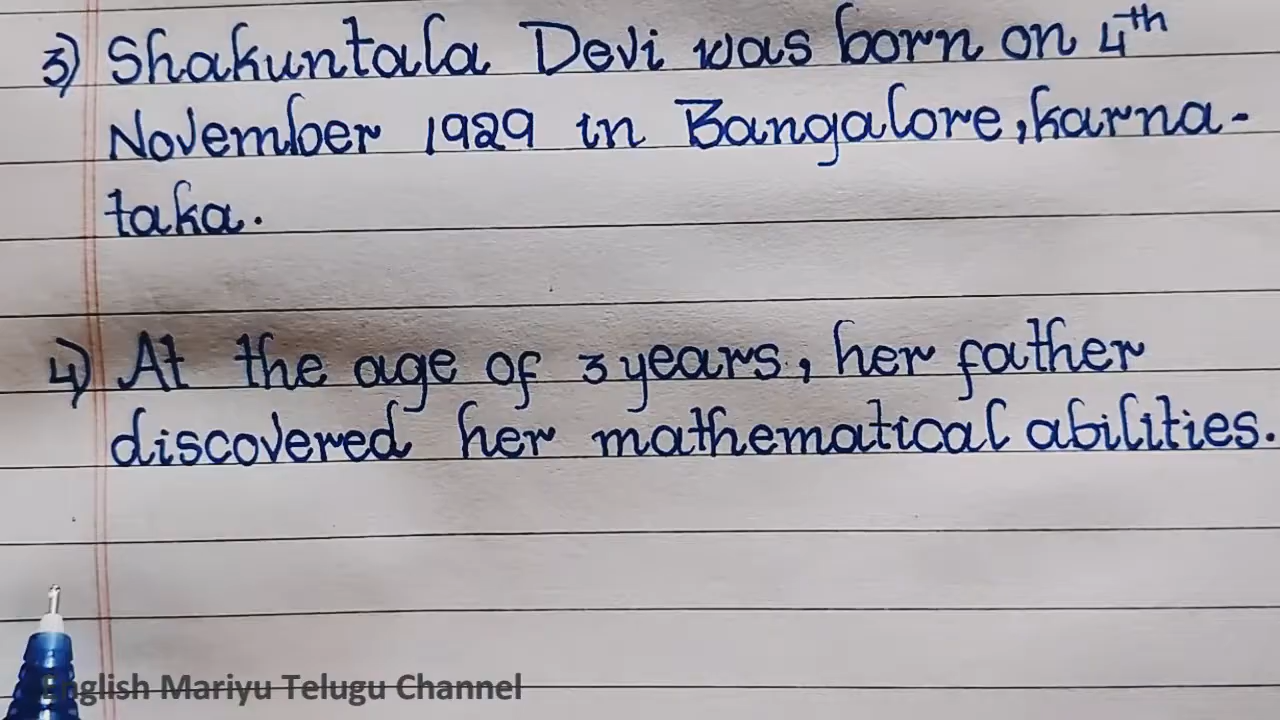 3) Shakuntala Devi was born on 4th
November 1929 in Bangalore, karna-
taka.
4) At the age of 3 years, her father
discovered her mathematical abilities.
English Mariyu Telugu Channel